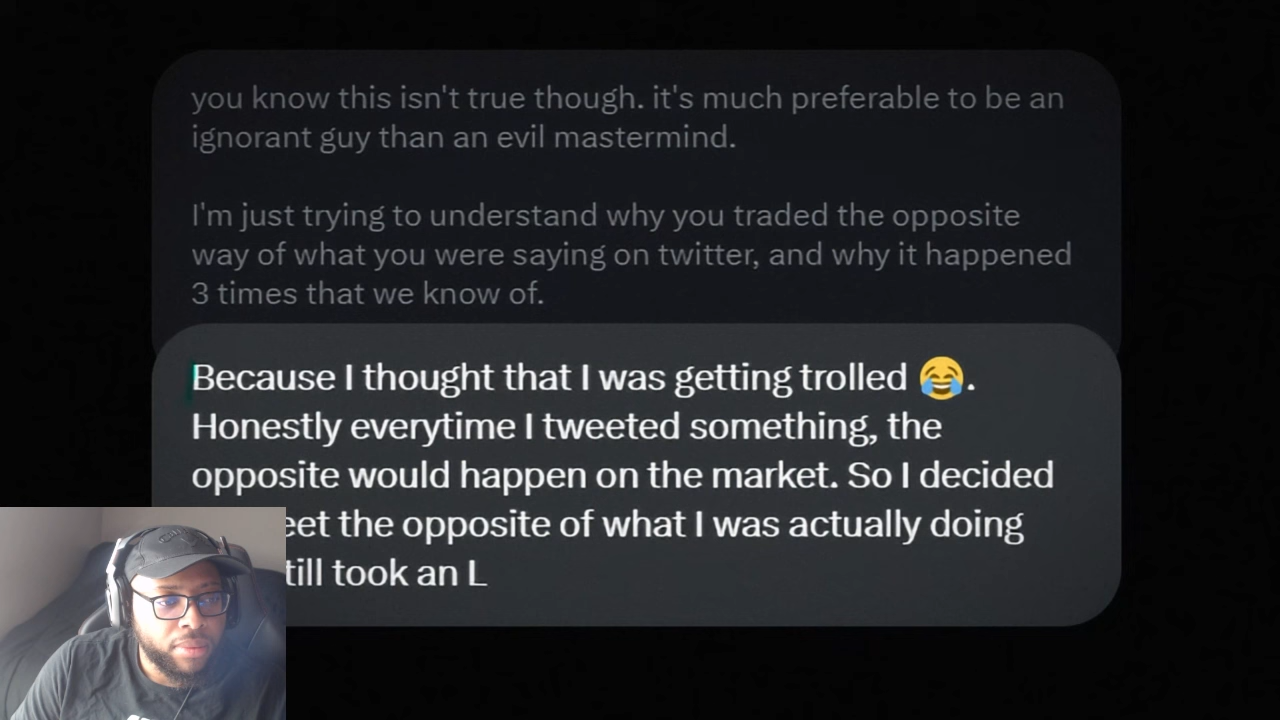 you know this isn't true though. it's much preferable to be an
ignorant guy than an evil mastermind.
I'm just trying to understand why you traded the opposite
way of what you were saying on twitter, and why it happened
3 times that we know of.
Because I thought that I was getting trolled 😂.
Honestly everytime I tweeted something, the
opposite would happen on the market. So I decided
eet the opposite of what I was actually doing
till took an L